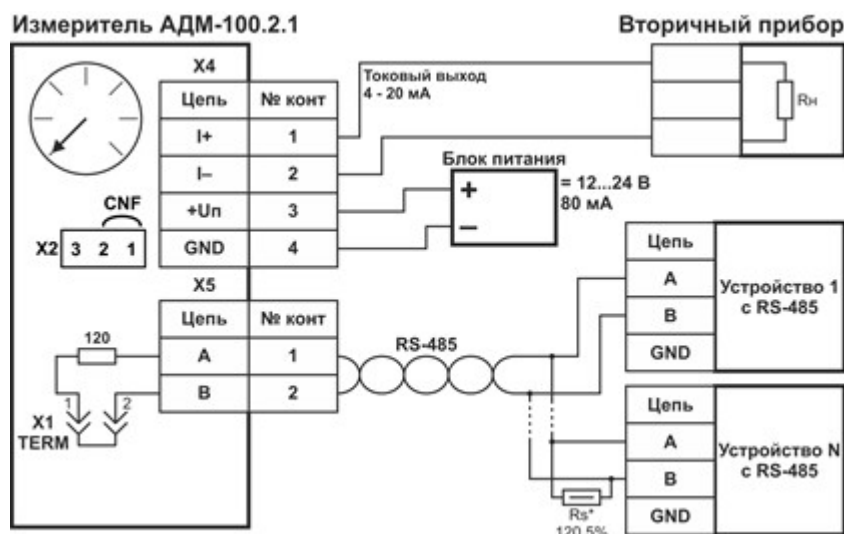 Измеритель АДМ-100.2.1
Вторичный прибор
X4
Цепь № конт
I+ 1
I– 2
+Uп 3
GND 4
Токовый выход
4 - 20 мА
Rн
Блок питания
+
–
= 12...24 В
80 мА
CNF
X2 3 2 1
X5
Цепь № конт
A 1
B 2
120
1 2
X1
TERM
RS-485
Цепь
A
B
GND
Устройство 1
с RS-485
Цепь
A
B
GND
Устройство N
с RS-485
Rs*
120 5%